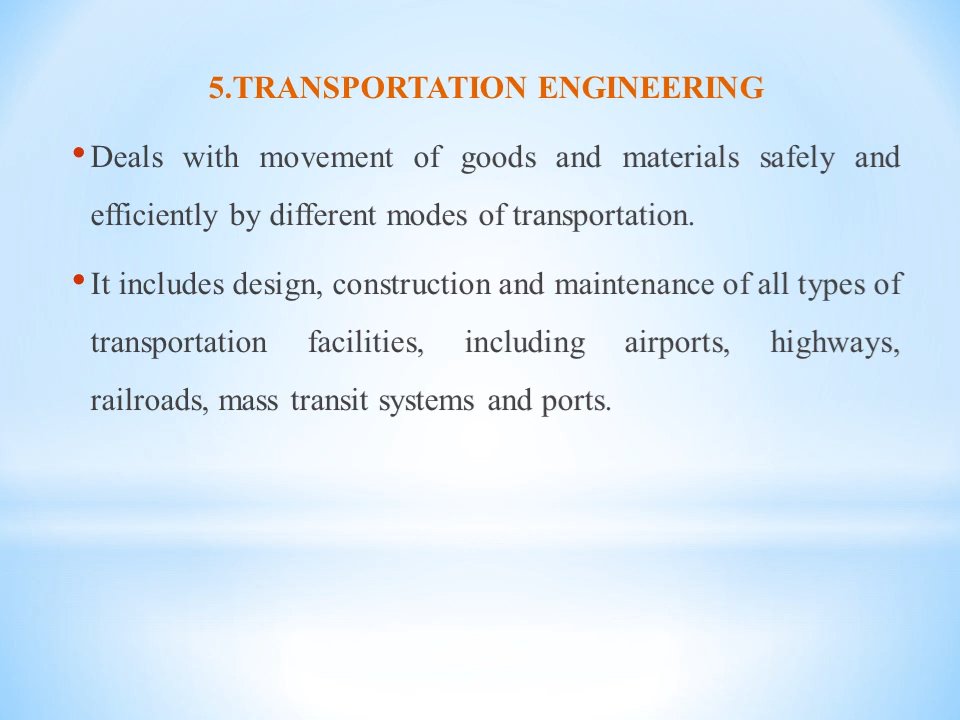 5.TRANSPORTATION ENGINEERING
• Deals with movement of goods and materials safely and
efficiently by different modes of transportation.
• It includes design, construction and maintenance of all types of
transportation facilities, including airports, highways,
railroads, mass transit systems and ports.